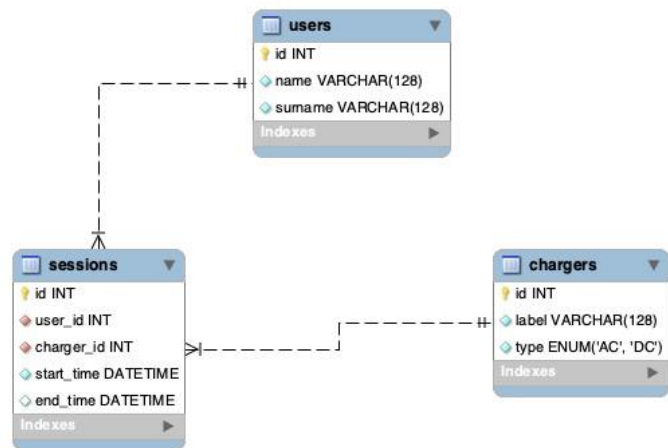 users
id INT
name VARCHAR(128)
surname VARCHAR(128)
Indexes
sessions
id INT
user_id INT
charger_id INT
start_time DATETIME
end_time DATETIME
Indexes
chargers
id INT
label VARCHAR(128)
type ENUM('AC', 'DC')
Indexes